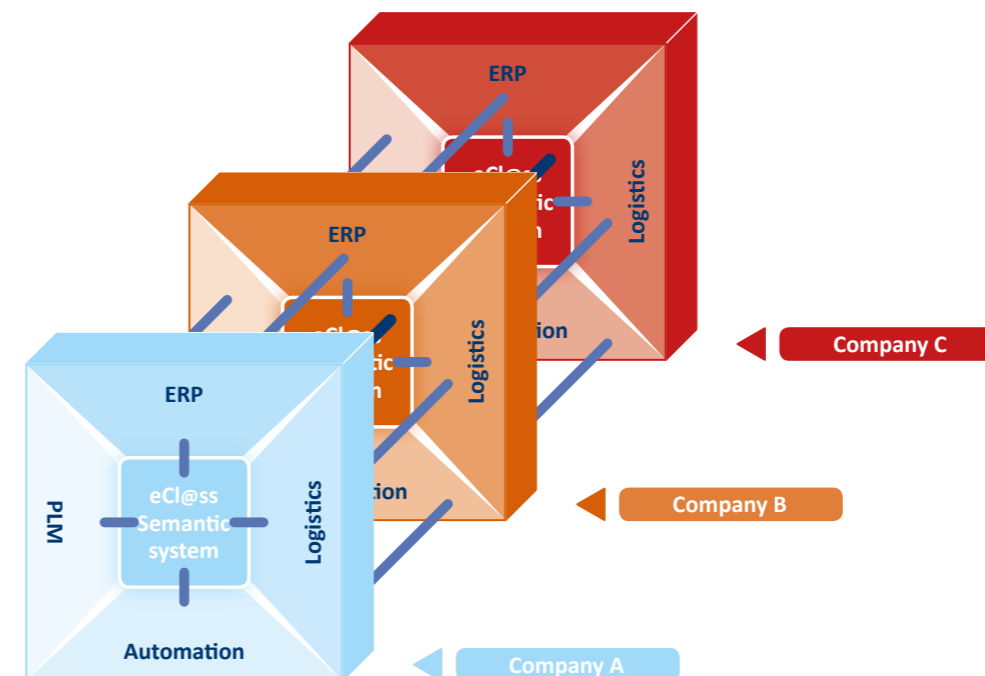 ERP
Logistics
Company C
ERP
Logistics
Company B
ERP
PLM
eCl@ss
Semantic
system
Logistics
Automation
Company A